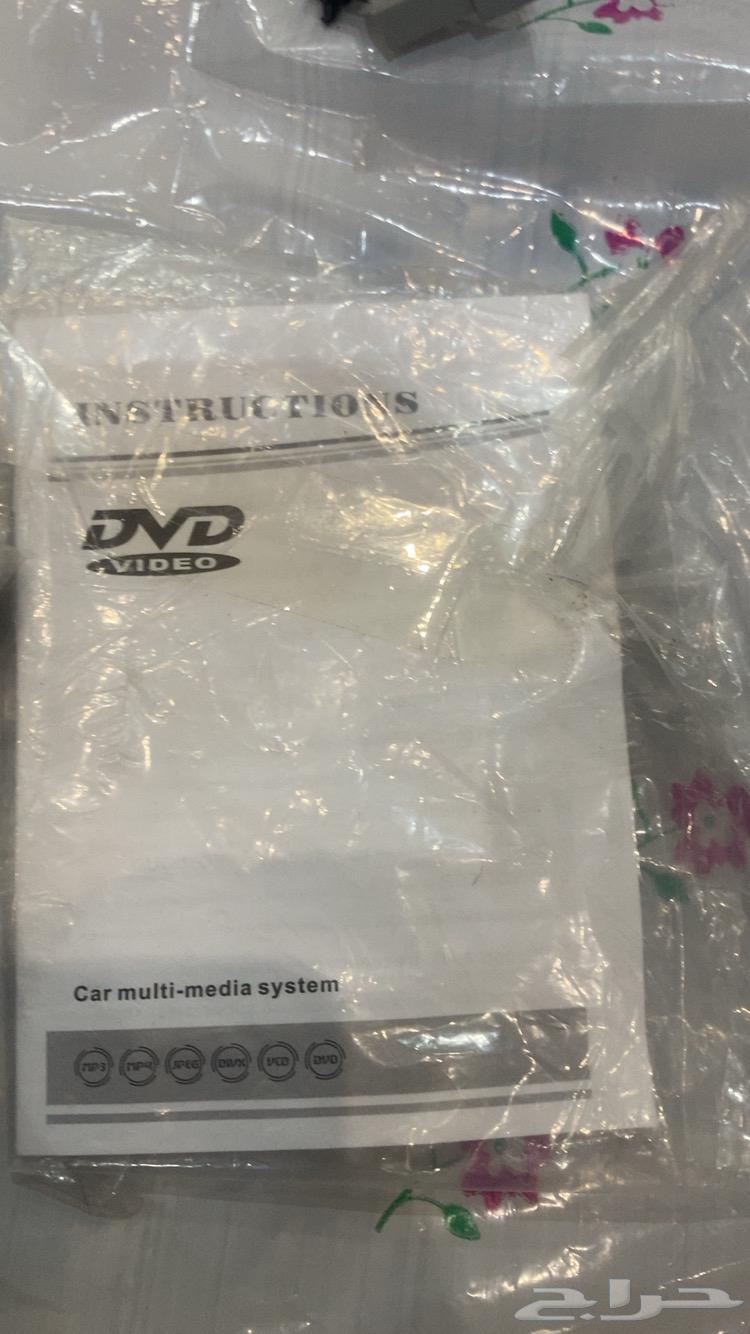 INSTRUCTIONS
DVD
VIDEO
Car multi-media system
MP3 MP4 JPEG DIVX VCD DVD
حراج